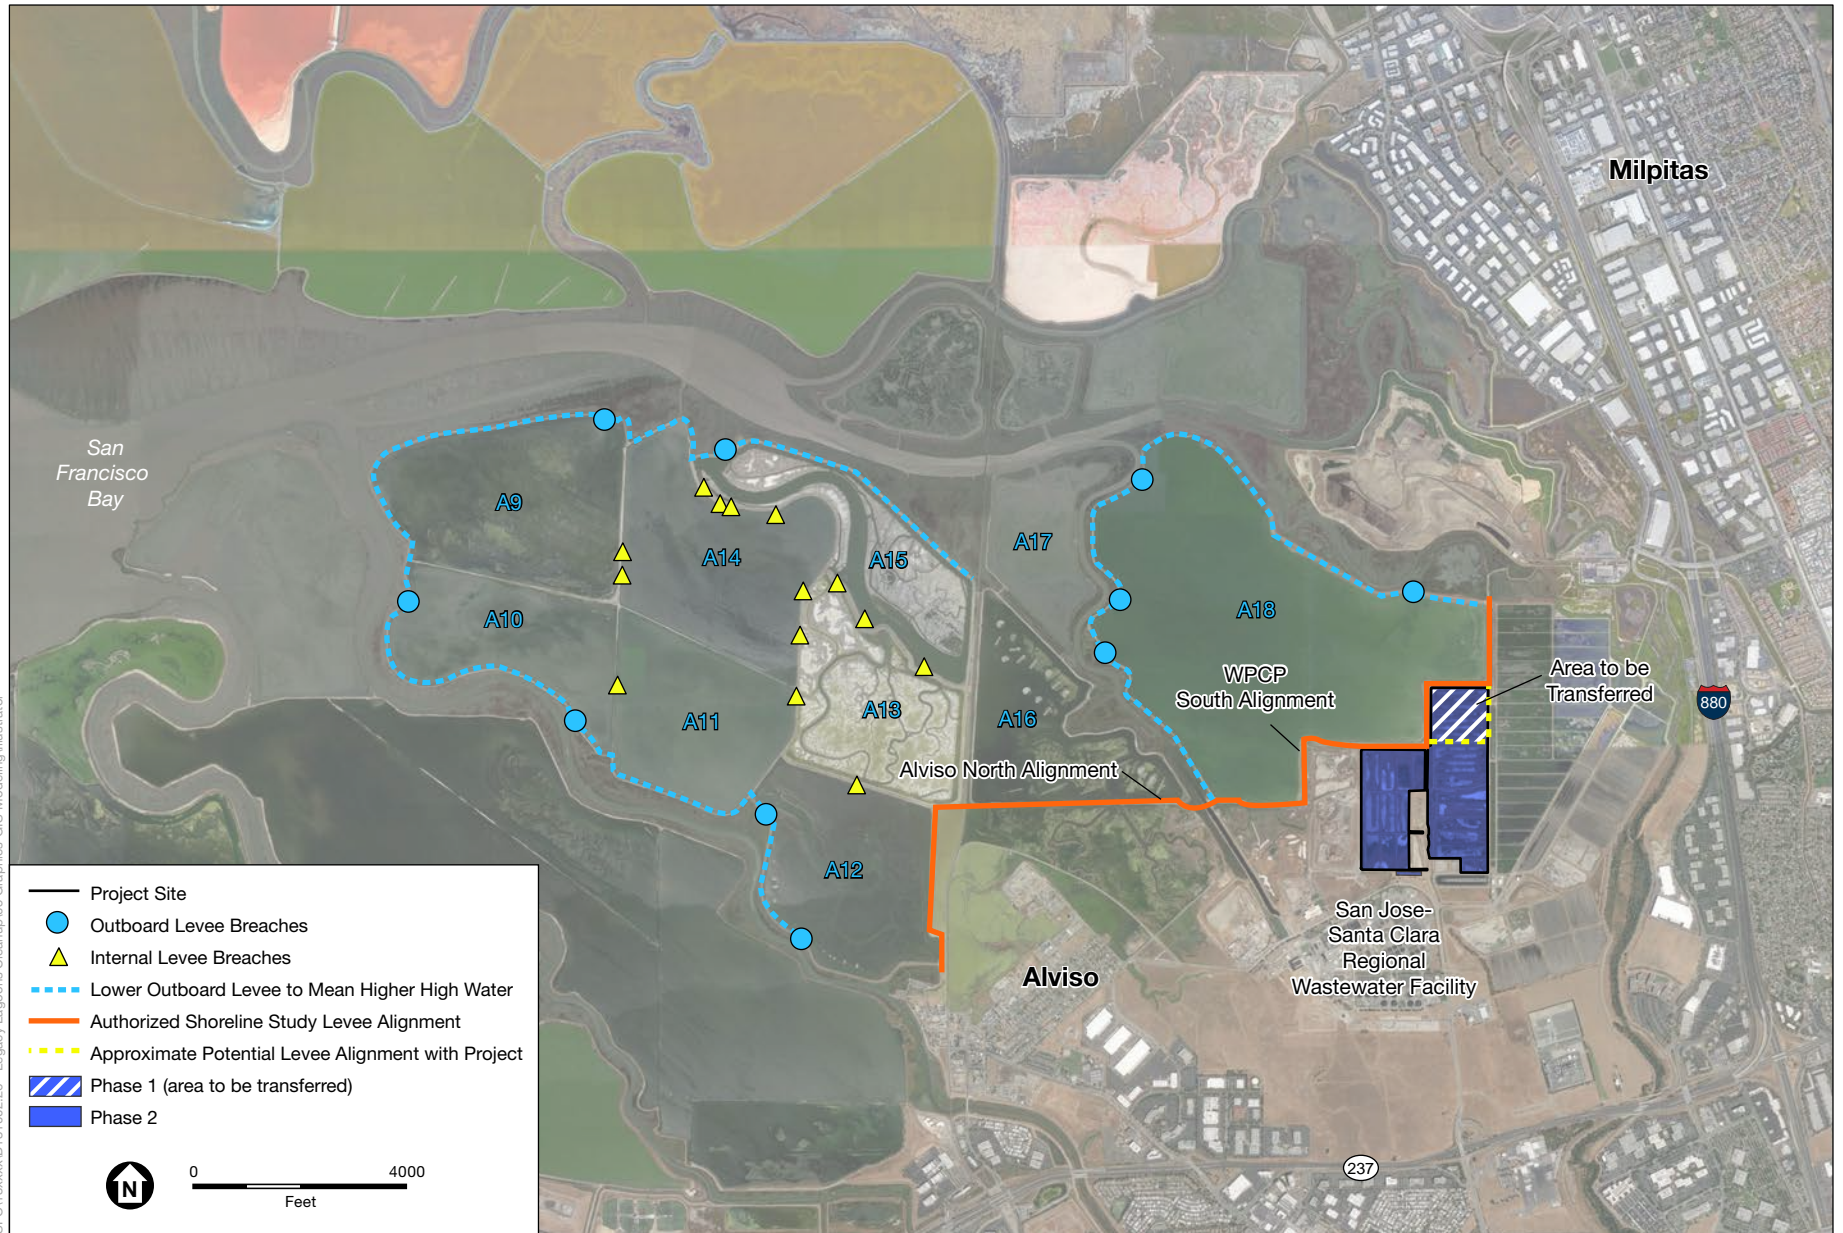 Milpitas
San
Francisco
Bay
A9
A14
A15
A17
A10
A18
A11
A13
A16
A12
WPCP
South Alignment
Area to be
Transferred
880
Alviso North Alignment
San Jose-
Santa Clara
Regional
Wastewater Facility
Alviso
237
Project Site
Outboard Levee Breaches
Internal Levee Breaches
Lower Outboard Levee to Mean Higher High Water
Authorized Shoreline Study Levee Alignment
Approximate Potential Levee Alignment with Project
Phase 1 (area to be transferred)
Phase 2
N
0 4000
Feet